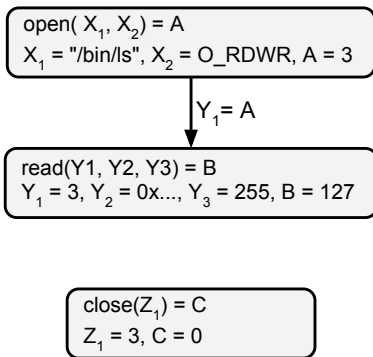 open( X₁, X₂) = A
X₁ = "/bin/ls", X₂ = O_RDWR, A = 3
Y₁= A
read(Y1, Y2, Y3) = B
Y₁ = 3, Y₂ = 0x..., Y₃ = 255, B = 127
close(Z₁) = C
Z₁ = 3, C = 0